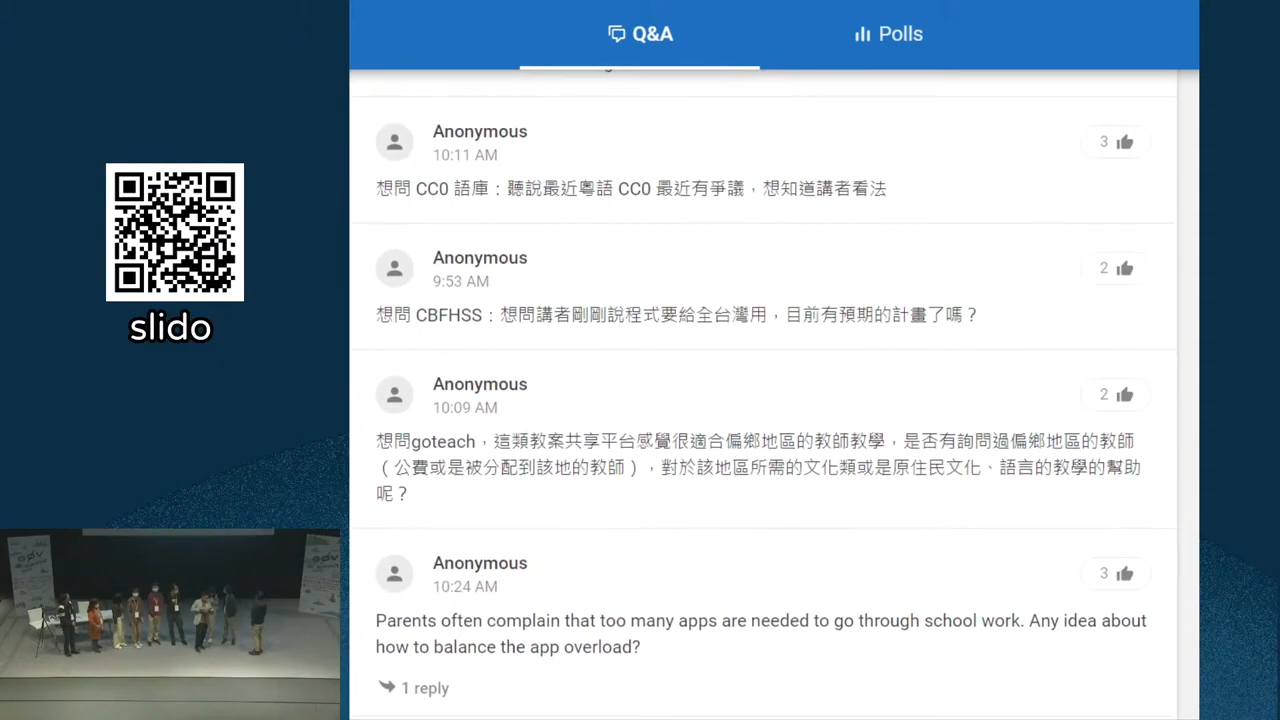 Q&A
Polls
slido
Anonymous
10:11 AM
3
想問 CC0 語庫：聽說最近粵語 CC0 最近有爭議，想知道講者看法
Anonymous
9:53 AM
2
想問 CBFHSS：想問講者剛剛說程式要給全台灣用，目前有預期的計畫了嗎？
Anonymous
10:09 AM
2
想問goteach，這類教案共享平台感覺很適合偏鄉地區的教師教學，是否有詢問過偏鄉地區的教師
（公費或是被分配到該地的教師），對於該地區所需的文化類或是原住民文化、語言的教學的幫助
呢？
Anonymous
10:24 AM
3
Parents often complain that too many apps are needed to go through school work. Any idea about
how to balance the app overload?
1 reply